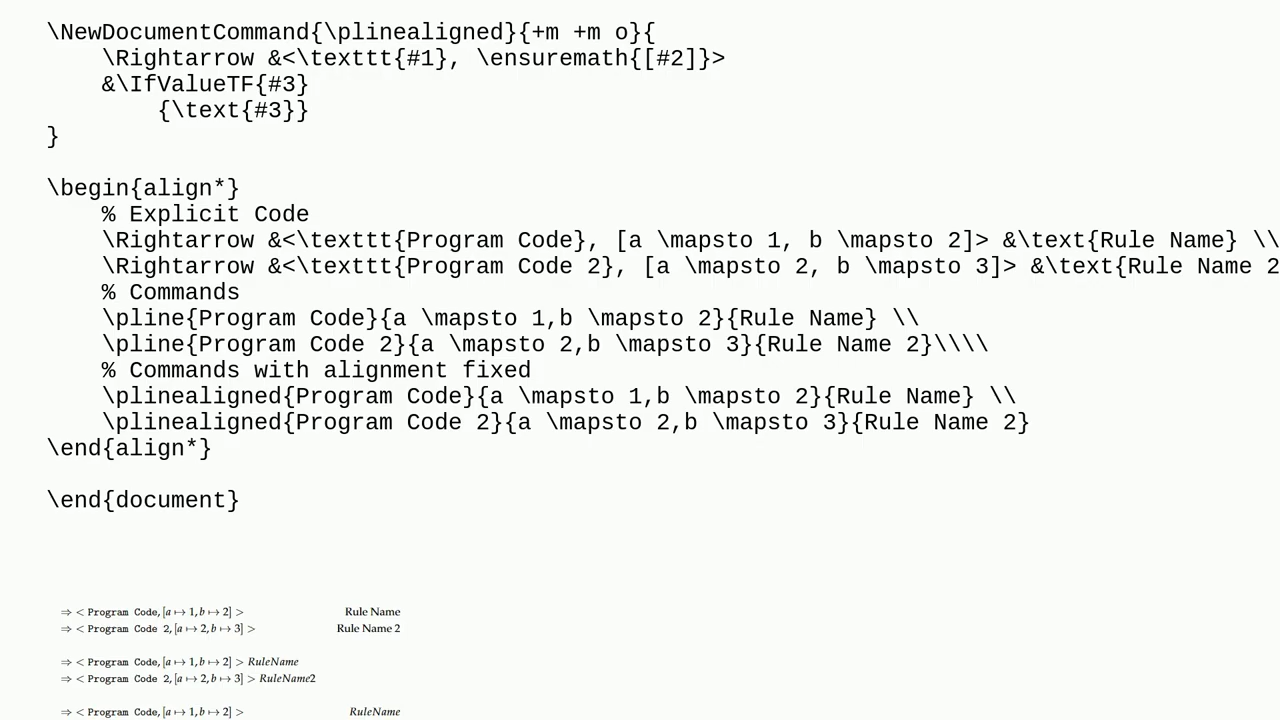 \NewDocumentCommand{\plinealigned}{+m +m o}{
    \Rightarrow &<\texttt{#1}, \ensuremath{[#2]}>
    &\IfValueTF{#3}
        {\text{#3}}
}

\begin{align*}
    % Explicit Code
    \Rightarrow &<\texttt{Program Code}, [a \mapsto 1, b \mapsto 2]> &\text{Rule Name} \\
    \Rightarrow &<\texttt{Program Code 2}, [a \mapsto 2, b \mapsto 3]> &\text{Rule Name 2
    % Commands
    \pline{Program Code}{a \mapsto 1,b \mapsto 2}{Rule Name} \\
    \pline{Program Code 2}{a \mapsto 2,b \mapsto 3}{Rule Name 2}\\\\
    % Commands with alignment fixed
    \plinealigned{Program Code}{a \mapsto 1,b \mapsto 2}{Rule Name} \\
    \plinealigned{Program Code 2}{a \mapsto 2,b \mapsto 3}{Rule Name 2}
\end{align*}

\end{document}

⇒ < Program Code, [a ↦ 1, b ↦ 2] > Rule Name
⇒ < Program Code 2, [a ↦ 2, b ↦ 3] > Rule Name 2

⇒ < Program Code, [a ↦ 1, b ↦ 2] > RuleName
⇒ < Program Code 2, [a ↦ 2, b ↦ 3] > RuleName2

⇒ < Program Code, [a ↦ 1, b ↦ 2] > RuleName